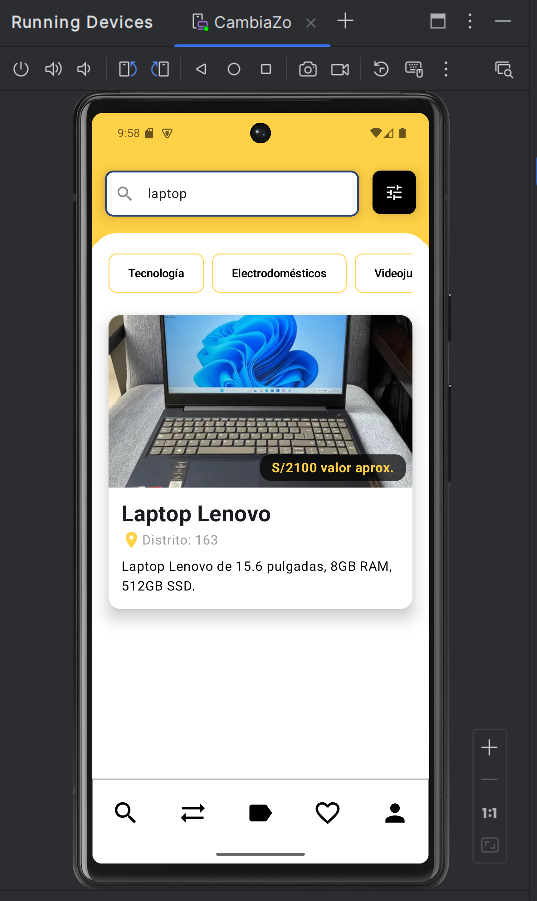 Running Devices
CambiaZo
9:58
laptop
Tecnología
Electrodomésticos
Videoju
S/2100 valor aprox.
Laptop Lenovo
Distrito: 163
Laptop Lenovo de 15.6 pulgadas, 8GB RAM,
512GB SSD.
1:1